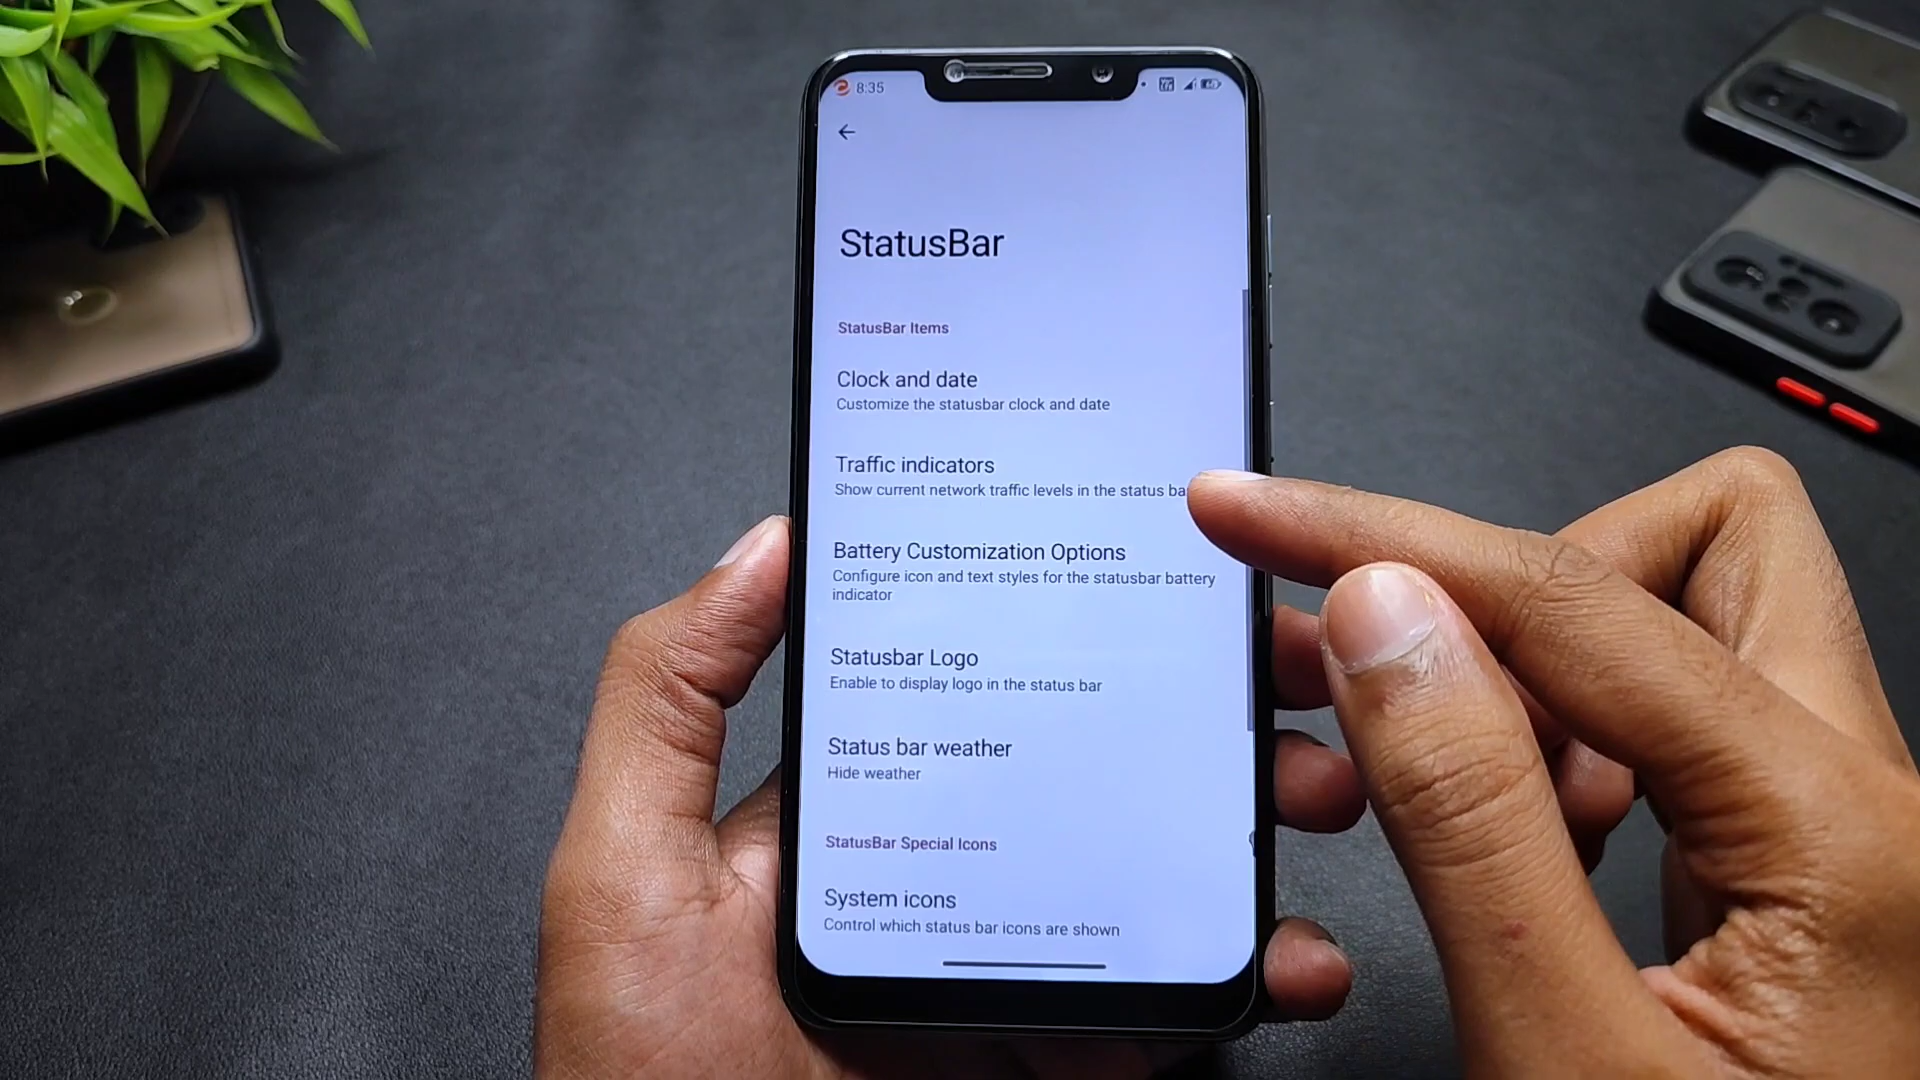 8:35
StatusBar
StatusBar Items
Clock and date
Customize the statusbar clock and date
Traffic indicators
Show current network traffic levels in the status ba
Battery Customization Options
Configure icon and text styles for the statusbar battery
indicator
Statusbar Logo
Enable to display logo in the status bar
Status bar weather
Hide weather
StatusBar Special Icons
System icons
Control which status bar icons are shown